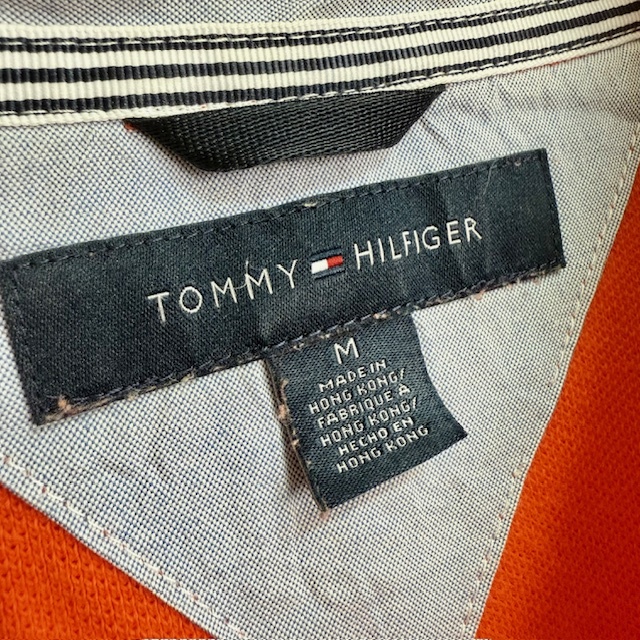 TOMMY HILFIGER
M
MADE IN
HONG KONG/
FABRIQUE À
HONG KONG/
HECHO EN
HONG KONG